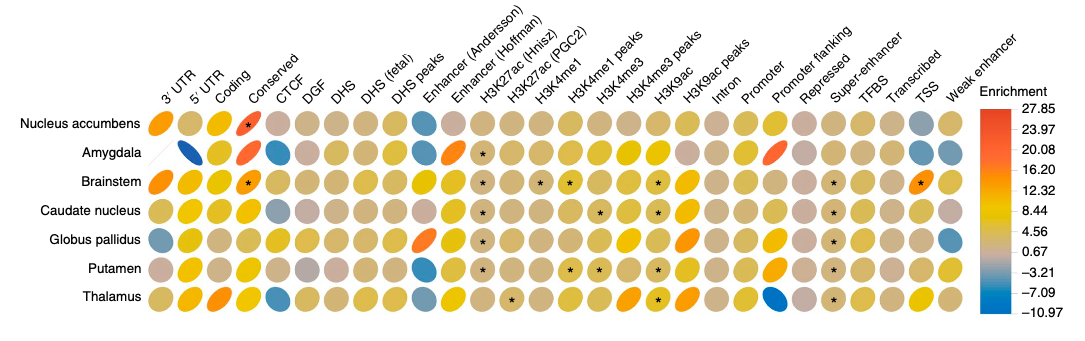 3′ UTR
5′ UTR
Coding
Conserved
CTCF
DGF
DHS
DHS (fetal)
DHS peaks
Enhancer (Andersson)
Enhancer (Hoffman)
H3K27ac (Hnisz)
H3K27ac (PGC2)
H3K4me1
H3K4me1 peaks
H3K4me3
H3K4me3 peaks
H3K9ac
H3K9ac peaks
Intron
Promoter
Promoter flanking
Repressed
Super-enhancer
TFBS
Transcribed
TSS
Weak enhancer
Nucleus accumbens *
Amygdala *
Brainstem * * * * * * *
Caudate nucleus * * * *
Globus pallidus * *
Putamen * * * * *
Thalamus * * *
Enrichment
27.85
23.97
20.08
16.20
12.32
8.44
4.56
0.67
−3.21
−7.09
−10.97